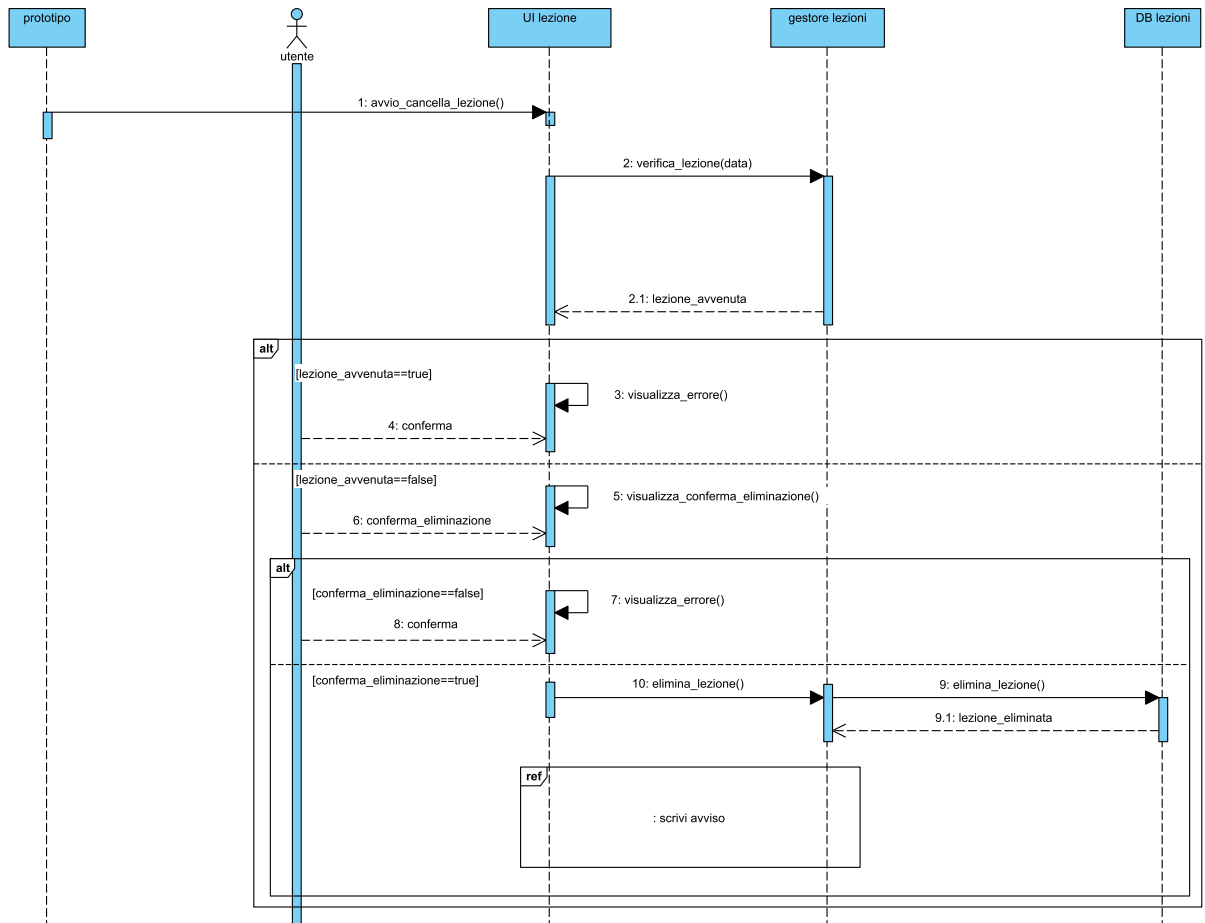 prototipo
utente
UI lezione
gestore lezioni
DB lezioni
1: avvio_cancella_lezione()
2: verifica_lezione(data)
2.1: lezione_avvenuta
alt
[lezione_avvenuta==true]
3: visualizza_errore()
4: conferma
[lezione_avvenuta==false]
5: visualizza_conferma_eliminazione()
6: conferma_eliminazione
alt
[conferma_eliminazione==false]
7: visualizza_errore()
8: conferma
[conferma_eliminazione==true]
10: elimina_lezione()
9: elimina_lezione()
9.1: lezione_eliminata
ref
: scrivi avviso